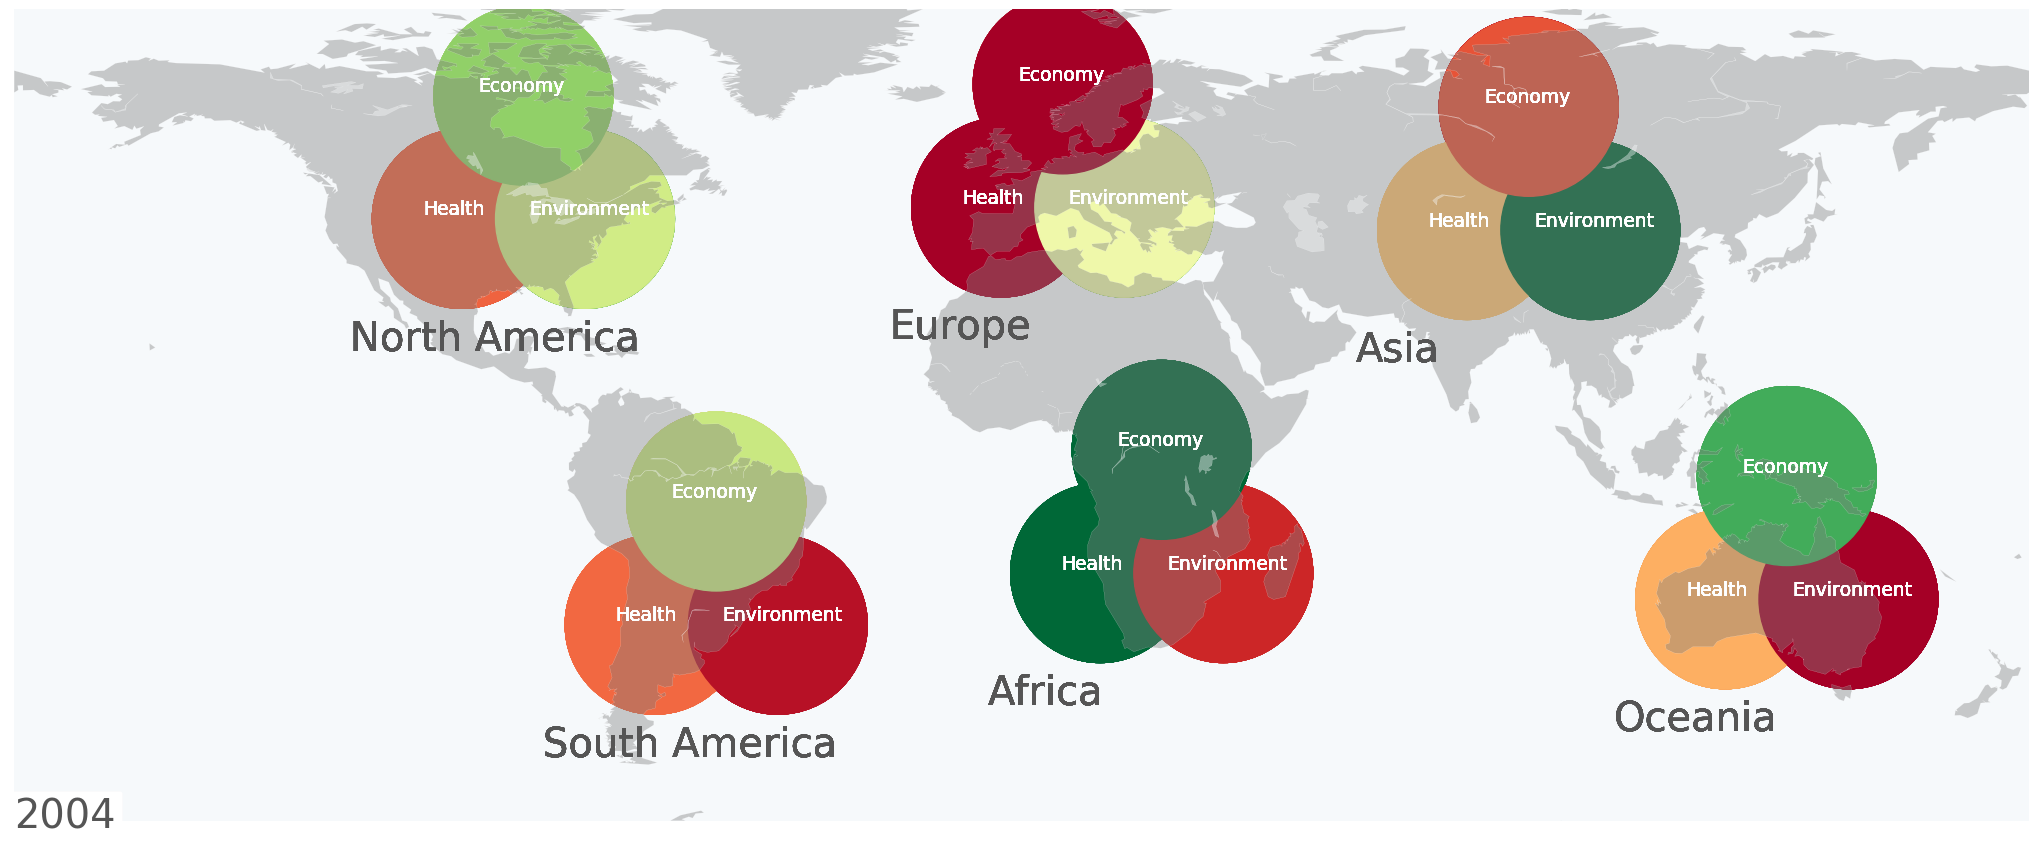 Economy
Health
Environment
North America
Economy
Health
Environment
Europe
Economy
Health
Environment
Asia
Economy
Health
Environment
South America
Economy
Health
Environment
Africa
Economy
Health
Environment
Oceania
2004